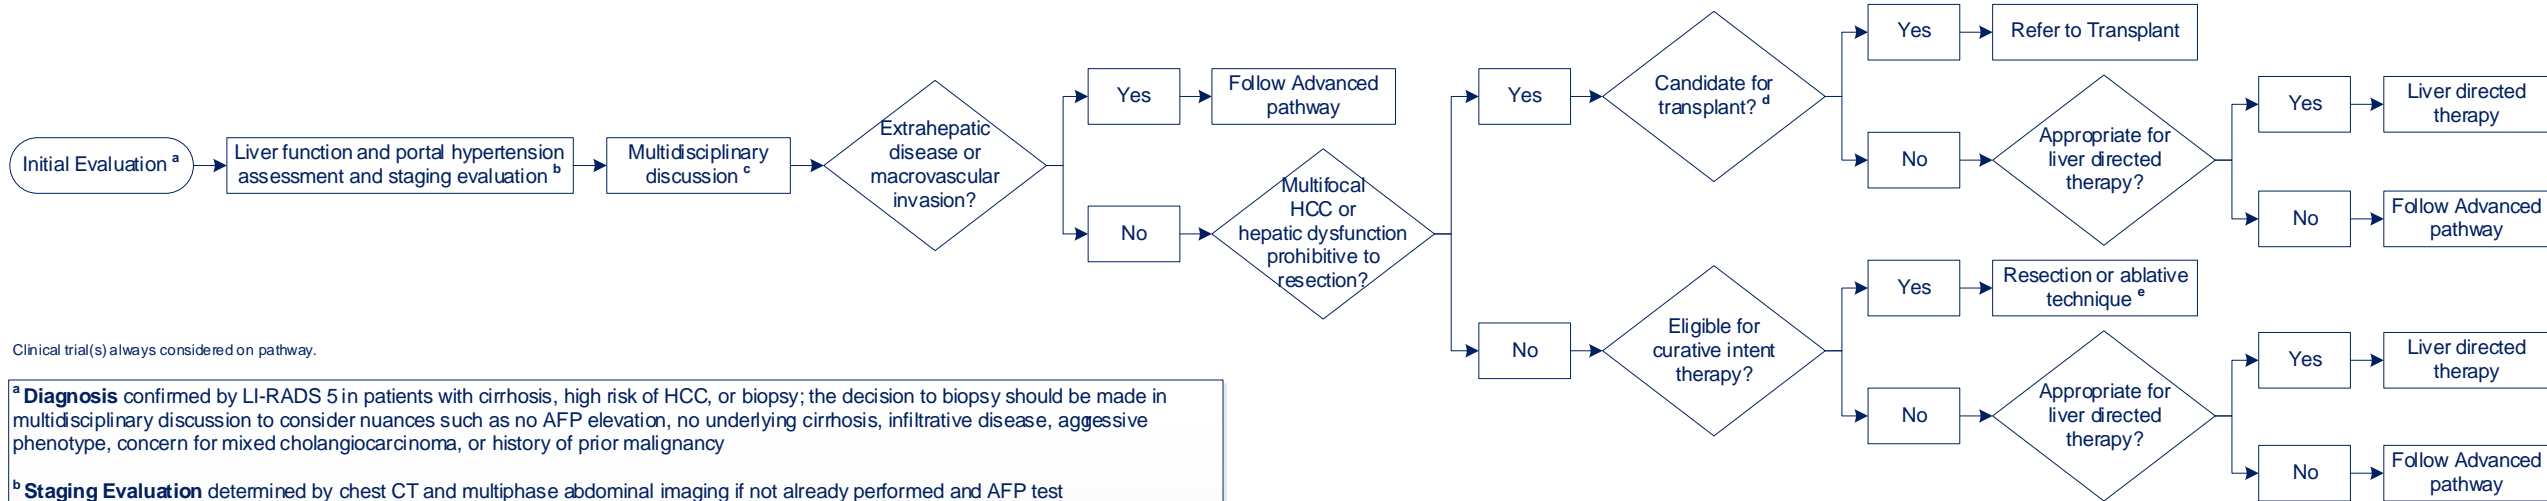 Initial Evaluation a
Liver function and portal hypertension
assessment and staging evaluation b
Multidisciplinary
discussion c
Extrahepatic
disease or
macrovascular
invasion?
Yes
Follow Advanced
pathway
No
Multifocal
HCC or
hepatic dysfunction
prohibitive to
resection?
Yes
Candidate for
transplant? d
Yes
Refer to Transplant
No
Appropriate for
liver directed
therapy?
Yes
Liver directed
therapy
No
Follow Advanced
pathway
No
Eligible for
curative intent
therapy?
Yes
Resection or ablative
technique e
No
Appropriate for
liver directed
therapy?
Yes
Liver directed
therapy
No
Follow Advanced
pathway
Clinical trial(s) always considered on pathway.
a Diagnosis confirmed by LI-RADS 5 in patients with cirrhosis, high risk of HCC, or biopsy; the decision to biopsy should be made in
multidisciplinary discussion to consider nuances such as no AFP elevation, no underlying cirrhosis, infiltrative disease, aggressive
phenotype, concern for mixed cholangiocarcinoma, or history of prior malignancy
b Staging Evaluation determined by chest CT and multiphase abdominal imaging if not already performed and AFP test